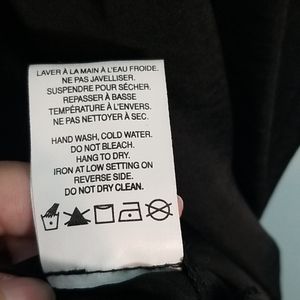 LAVER À LA MAIN À L'EAU FROIDE.
NE PAS JAVELLISER.
SUSPENDRE POUR SÉCHER.
REPASSER À BASSE
TEMPÉRATURE À L'ENVERS.
NE PAS NETTOYER À SEC.
HAND WASH, COLD WATER.
DO NOT BLEACH.
HANG TO DRY.
IRON AT LOW SETTING ON
REVERSE SIDE.
DO NOT DRY CLEAN.